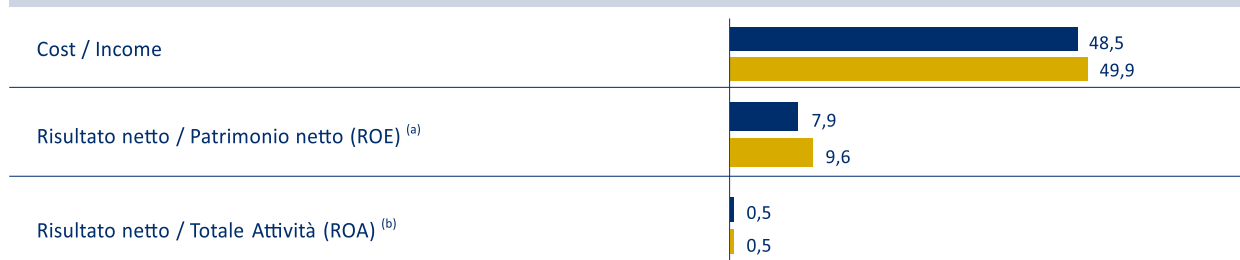 Cost / Income
48,5
49,9
Risultato netto / Patrimonio netto (ROE) (a)
7,9
9,6
Risultato netto / Totale Attività (ROA) (b)
0,5
0,5